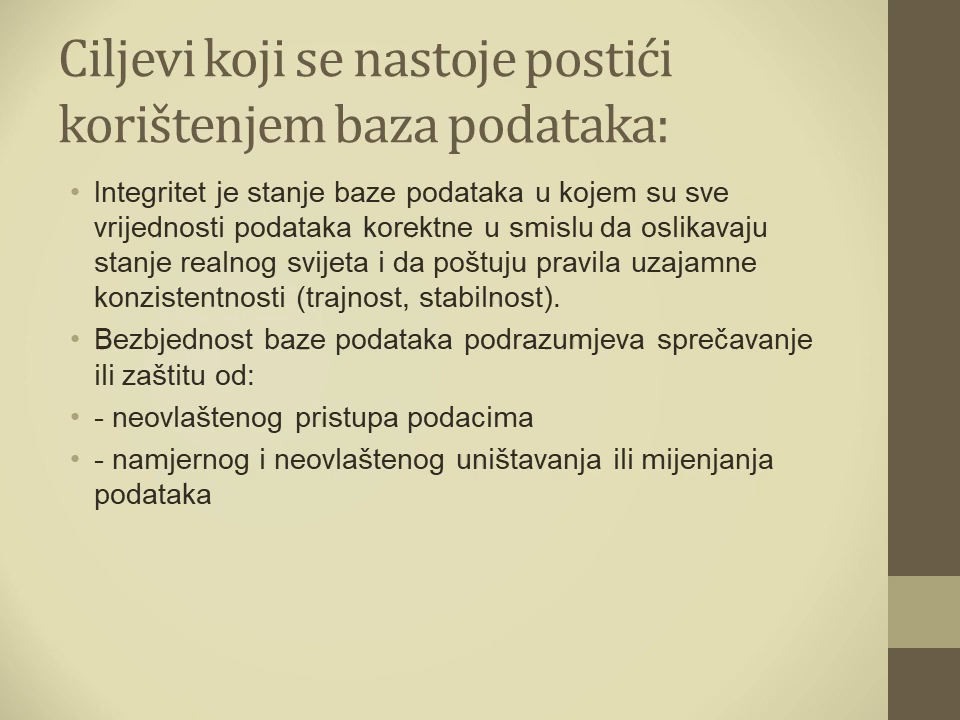 Ciljevi koji se nastoje postići
korištenjem baza podataka:
• Integritet je stanje baze podataka u kojem su sve
vrijednosti podataka korektne u smislu da oslikavaju
stanje realnog svijeta i da poštuju pravila uzajamne
konzistentnosti (trajnost, stabilnost).
• Bezbjednost baze podataka podrazumjeva sprečavanje
ili zaštitu od:
• - neovlaštenog pristupa podacima
• - namjernog i neovlaštenog uništavanja ili mijenjanja
podataka